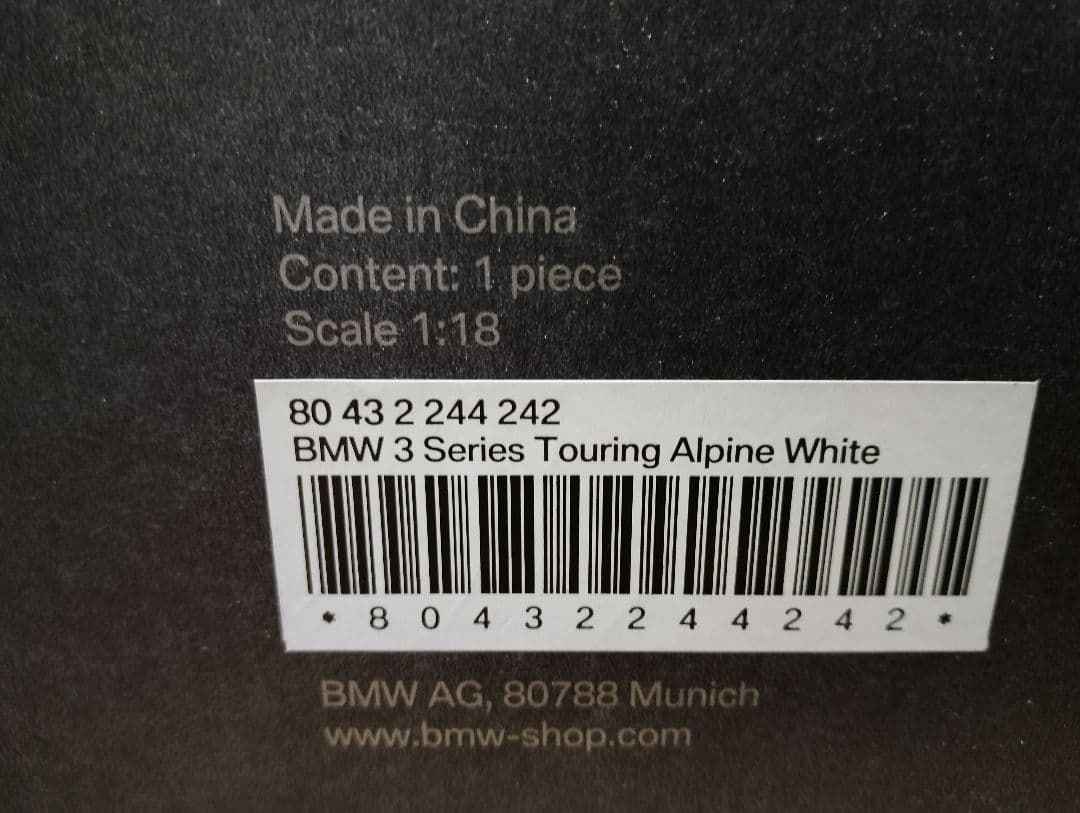 Made in China
Content: 1 piece
Scale 1:18
80 43 2 244 242
BMW 3 Series Touring Alpine White
* 8 0 4 3 2 2 4 4 2 4 2 *
BMW AG, 80788 Munich
www.bmw-shop.com